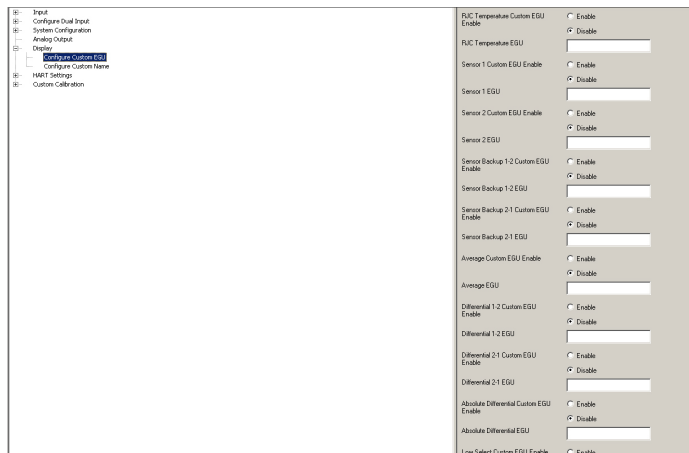 Input
Configure Dual Input
System Configuration
Analog Output
Display
Configure Custom EGU
Configure Custom Name
HART Settings
Custom Calibration
RJC Temperature Custom EGU
Enable
Enable
Disable
RJC Temperature EGU
Sensor 1 Custom EGU Enable
Enable
Disable
Sensor 1 EGU
Sensor 2 Custom EGU Enable
Enable
Disable
Sensor 2 EGU
Sensor Backup 1-2 Custom EGU
Enable
Enable
Disable
Sensor Backup 1-2 EGU
Sensor Backup 2-1 Custom EGU
Enable
Enable
Disable
Sensor Backup 2-1 EGU
Average Custom EGU Enable
Enable
Disable
Average EGU
Differential 1-2 Custom EGU
Enable
Enable
Disable
Differential 1-2 EGU
Differential 2-1 Custom EGU
Enable
Enable
Disable
Differential 2-1 EGU
Absolute Differential Custom EGU
Enable
Enable
Disable
Absolute Differential EGU
Low Select Custom EGU Enable
Enable